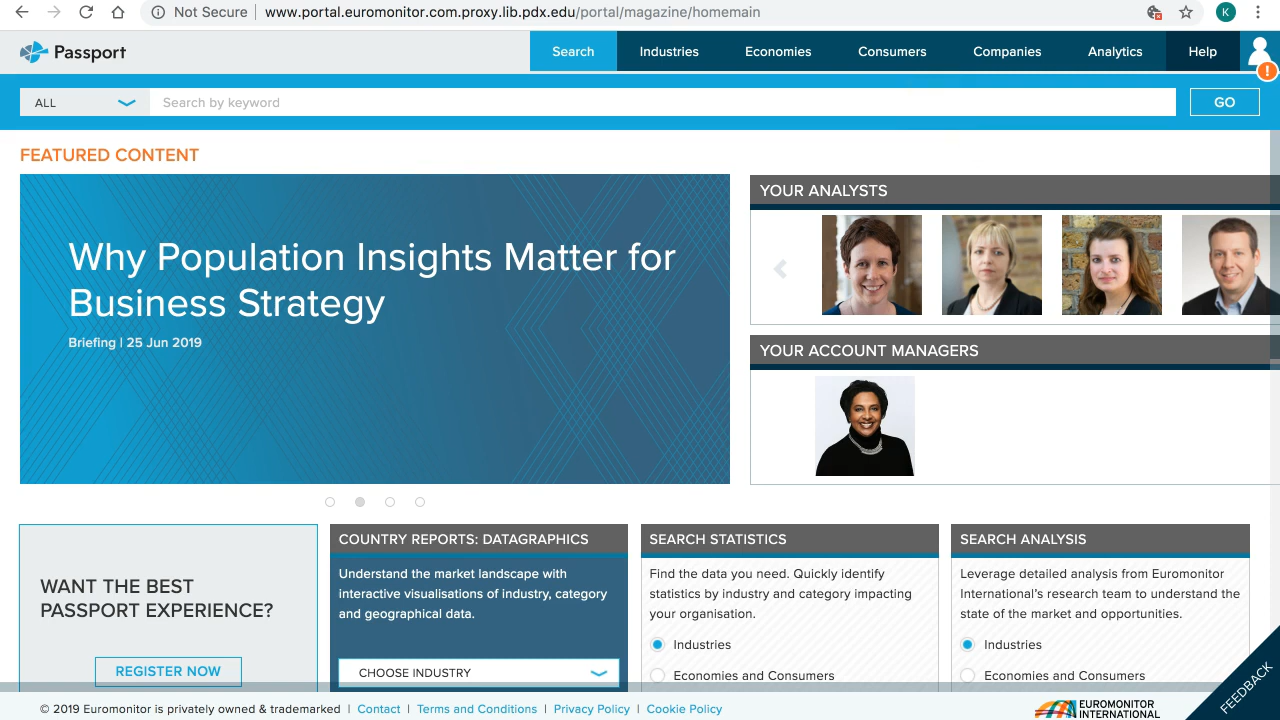 Not Secure | www.portal.euromonitor.com.proxy.lib.pdx.edu/portal/magazine/homemain
K
Passport
Search
Industries
Economies
Consumers
Companies
Analytics
Help
!
ALL
Search by keyword
GO
FEATURED CONTENT
Why Population Insights Matter for
Business Strategy
Briefing | 25 Jun 2019
YOUR ANALYSTS
YOUR ACCOUNT MANAGERS
WANT THE BEST
PASSPORT EXPERIENCE?
REGISTER NOW
COUNTRY REPORTS: DATAGRAPHICS
Understand the market landscape with
interactive visualisations of industry, category
and geographical data.
CHOOSE INDUSTRY
SEARCH STATISTICS
Find the data you need. Quickly identify
statistics by industry and category impacting
your organisation.
Industries
Economies and Consumers
SEARCH ANALYSIS
Leverage detailed analysis from Euromonitor
International's research team to understand the
state of the market and opportunities.
Industries
Economies and Consumers
FEEDBACK
© 2019 Euromonitor is privately owned & trademarked | Contact | Terms and Conditions | Privacy Policy | Cookie Policy
EUROMONITOR
INTERNATIONAL